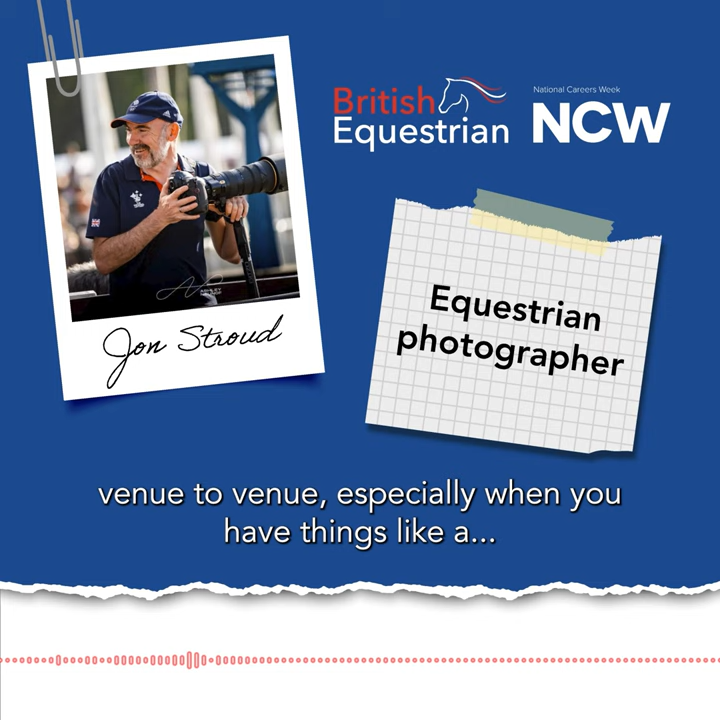 British
Equestrian
National Careers Week
NCW
Jon Stroud
Equestrian
photographer
venue to venue, especially when you
have things like a...